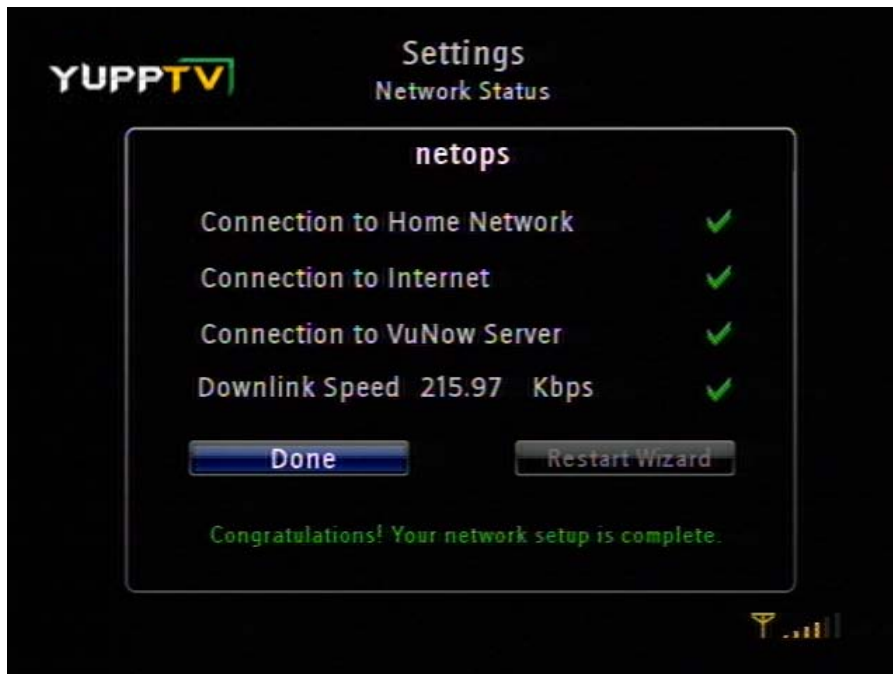 YUPPTV
Settings
Network Status
netops
Connection to Home Network
Connection to Internet
Connection to VuNow Server
Downlink Speed 215.97 Kbps
Done Restart Wizard
Congratulations! Your network setup is complete.